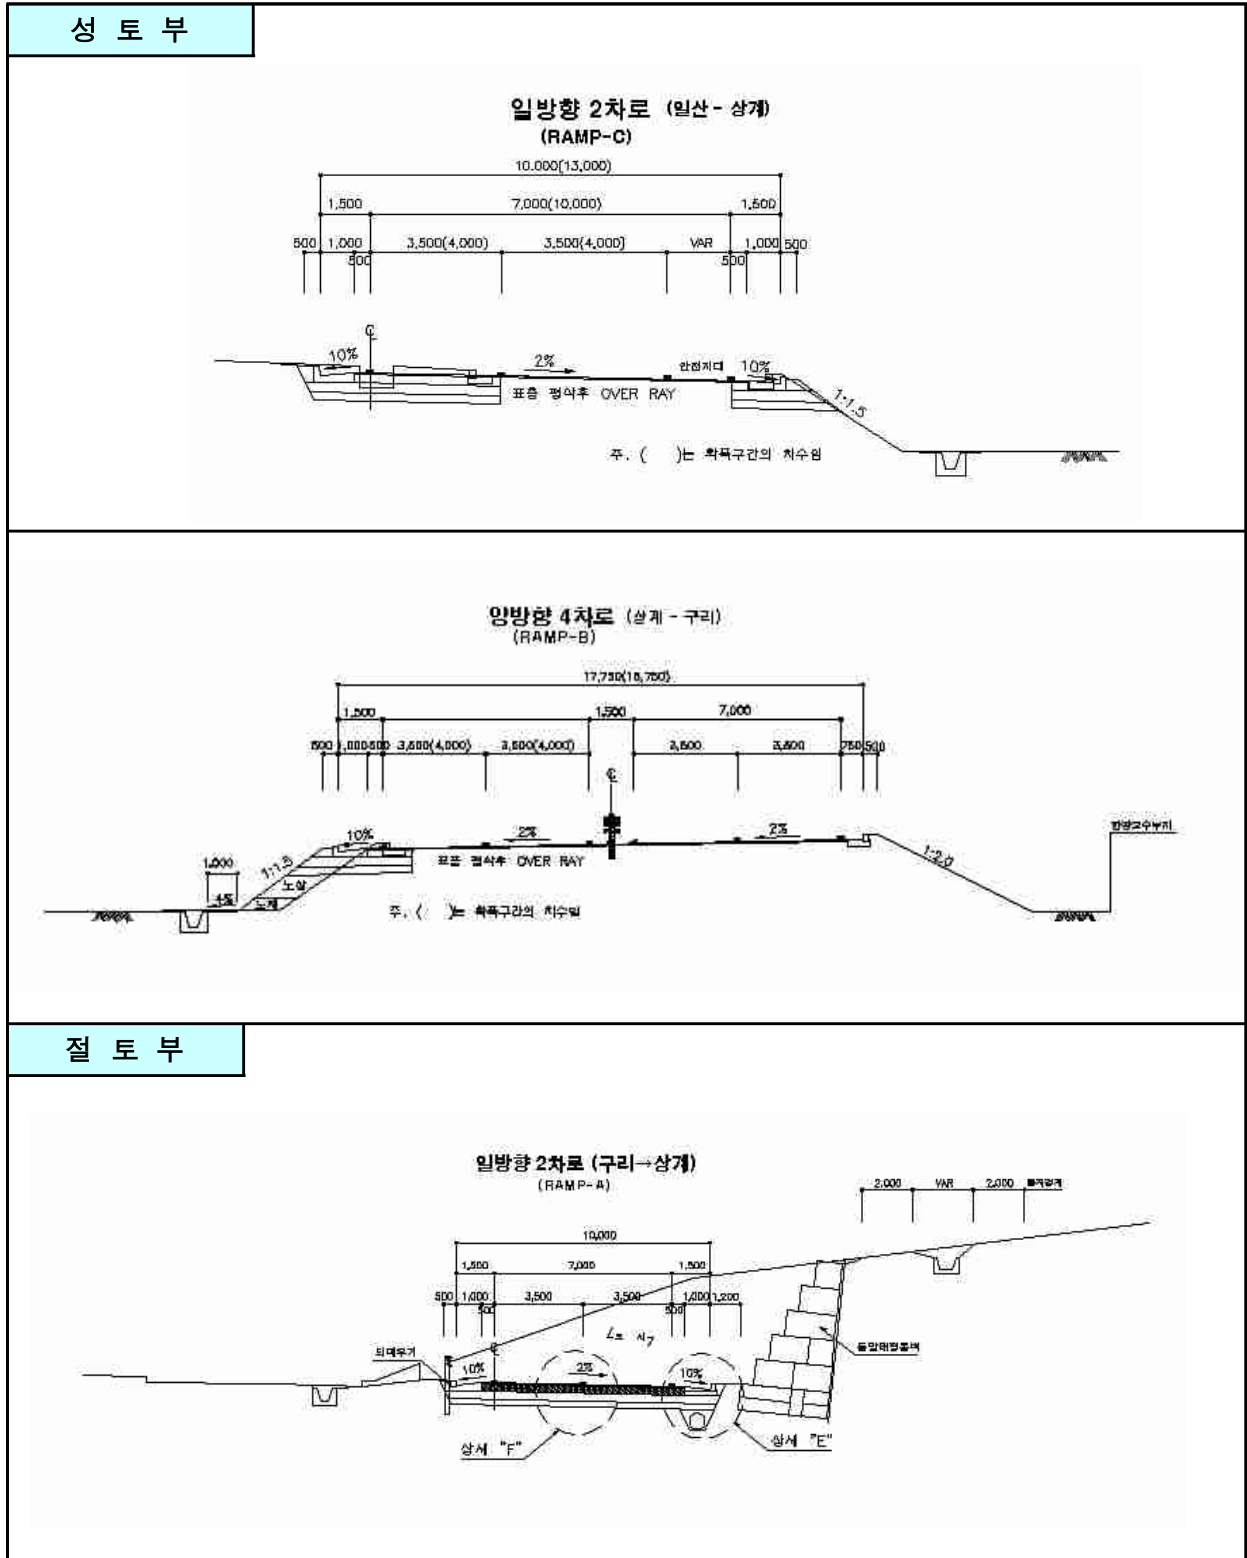 성 토 부
일방향 2차로 (일산 - 상계)
(RAMP-C)
10.000(13,000)
1,500 7,000(10,000) 1,500
500 1,000 3,500(4,000) 3,500(4,000) VAR 1,000 500
500 500
10% 2% 안전지대 10%
표층 평삭후 OVER RAY
1:1.5
주. ( )는 확폭구간의 치수임
양방향 4차로 (상계 - 구리)
(RAMP-B)
1,500 1,500 7,000
500 1,000 500 3,500(4,000) 3,500(4,000) 3,500 3,500 750 500
10% 2% 2%
1:1.5 1:2.0
표층 평삭후 OVER RAY
1,000
4%
노상
노체
주. ( )는 확폭구간의 치수임
절 토 부
일방향 2차로 (구리→상계)
(RAMP-A)
2,000 VAR 2,000
10,000
1,500 7,000 1,500
500 1,000 3,500 3,500 1,000 1,200
500 500
되메우기
10% 2% 10%
상세 "F" 상세 "E"